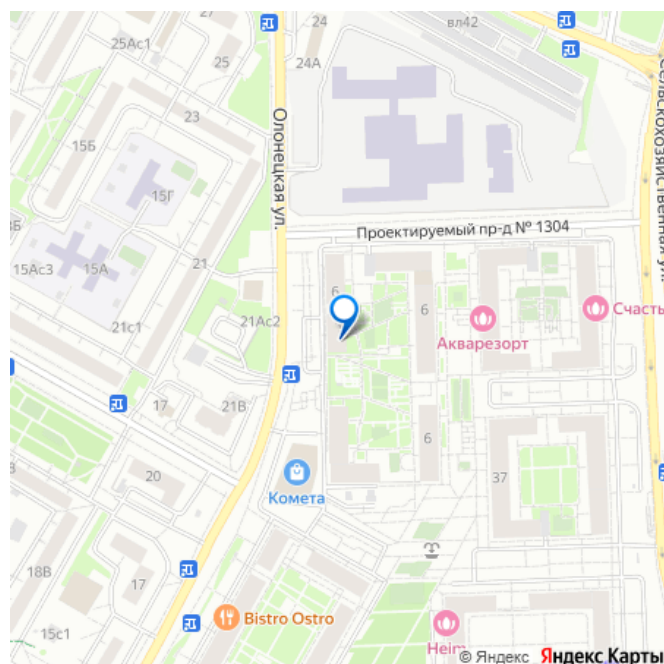 24
вл42
21
25Ас1
25
24А
23
15Б
Олонецкая ул.
Сельскохозяйственная ул.
15Г
Проектируемый пр-д № 1304
15Ас3
15А
21
6
6
21с1
21Ас2
Акварезорт
Счасть
17
21В
6
20
Комета
37
18В
17
Bistro Ostro
15с1
Heim
© Яндекс Яндекс Карты